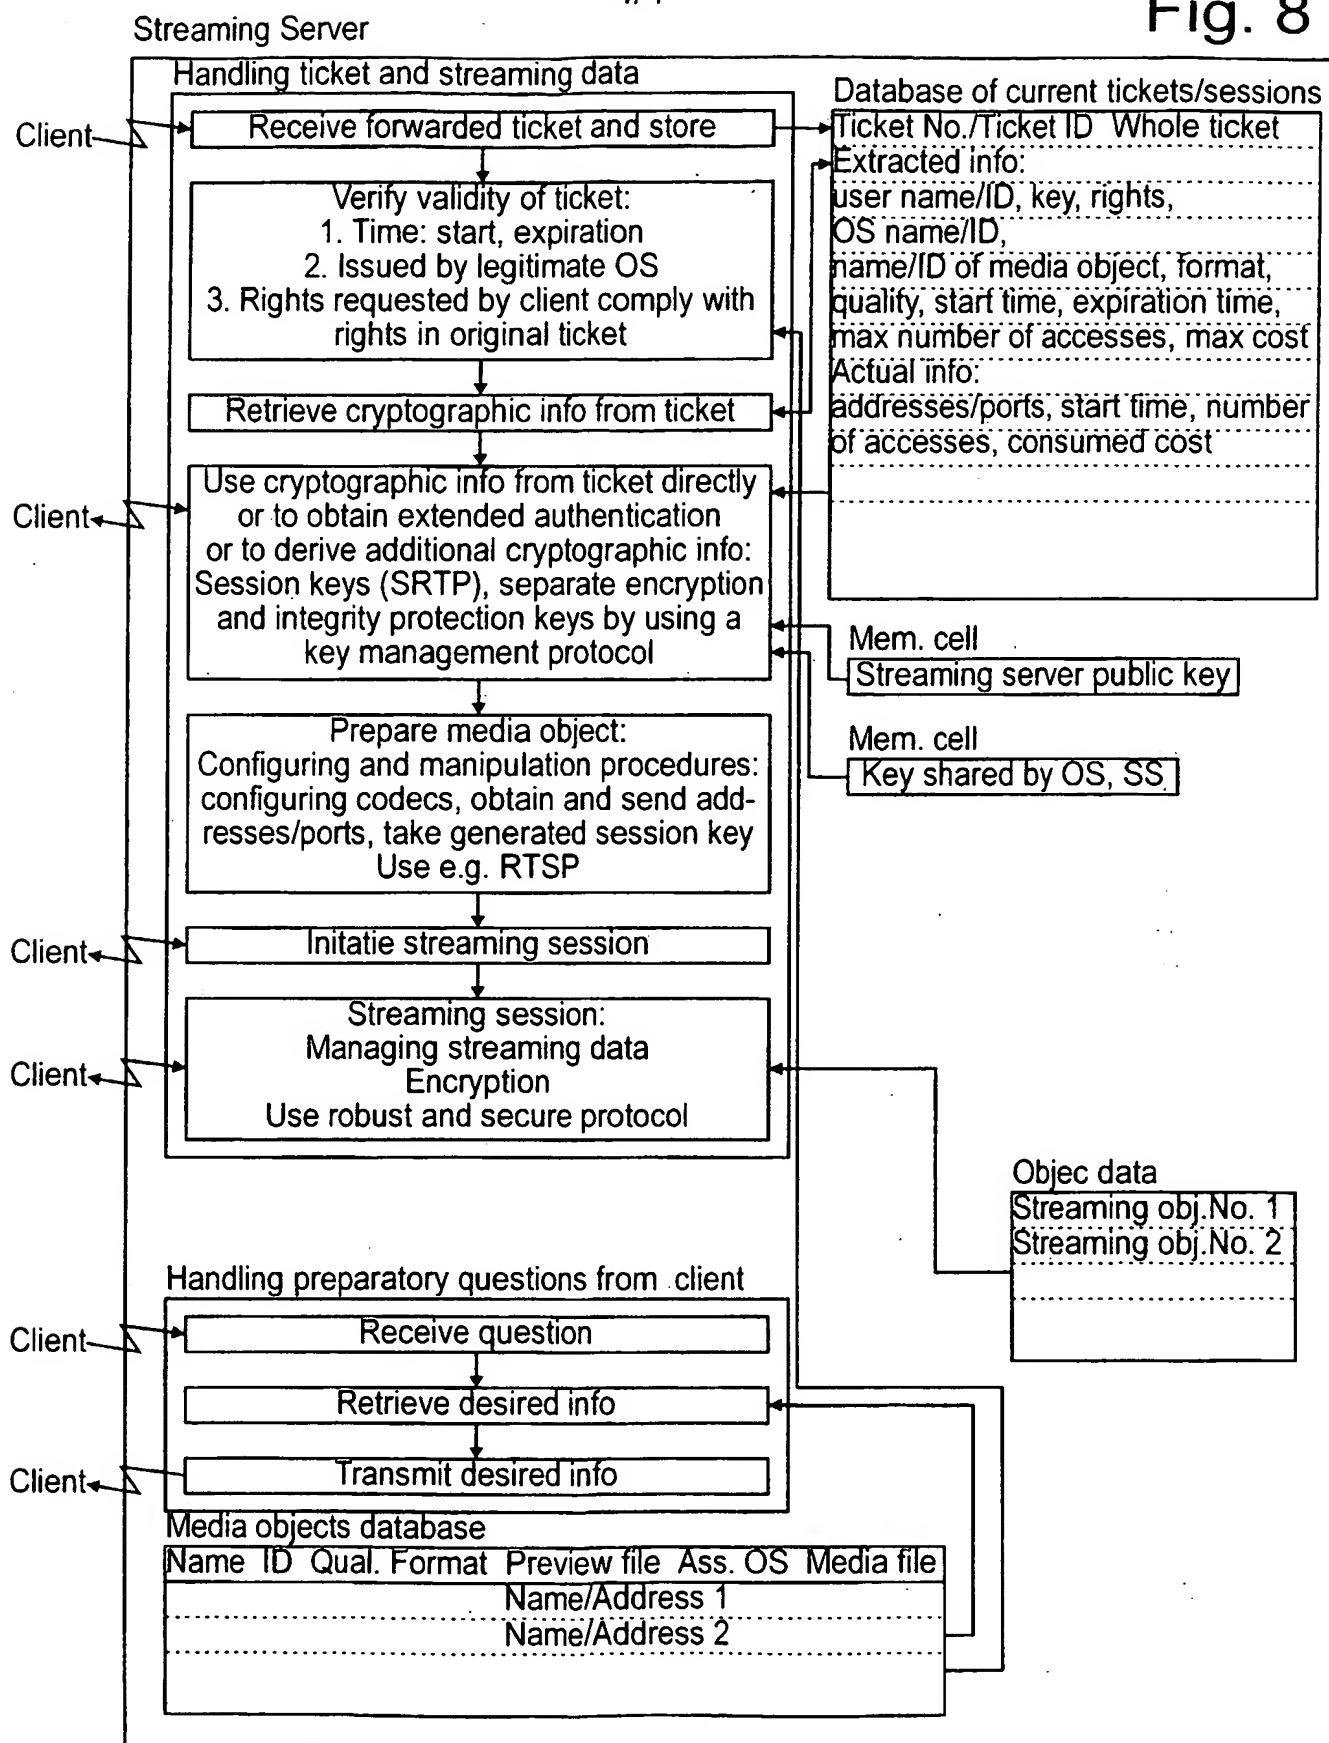 Fig. 8
Streaming Server
Handling ticket and streaming data
Client
Receive forwarded ticket and store
Verify validity of ticket:
1. Time: start, expiration
2. Issued by legitimate OS
3. Rights requested by client comply with
rights in original ticket
Retrieve cryptographic info from ticket
Client
Use cryptographic info from ticket directly
or to obtain extended authentication
or to derive additional cryptographic info:
Session keys (SRTP), separate encryption
and integrity protection keys by using a
key management protocol
Prepare media object:
Configuring and manipulation procedures:
configuring codecs, obtain and send add-
resses/ports, take generated session key
Use e.g. RTSP
Client
Initatie streaming session
Client
Streaming session:
Managing streaming data
Encryption
Use robust and secure protocol
Database of current tickets/sessions
Ticket No./Ticket ID Whole ticket
Extracted info:
user name/ID, key, rights,
OS name/ID,
name/ID of media object, format,
qualify, start time, expiration time,
max number of accesses, max cost
Actual info:
addresses/ports, start time, number
of accesses, consumed cost
Mem. cell
Streaming server public key
Mem. cell
Key shared by OS, SS
Objec data
Streaming obj.No. 1
Streaming obj.No. 2
Handling preparatory questions from client
Client
Receive question
Retrieve desired info
Client
Transmit desired info
Media objects database
Name ID Qual. Format Preview file Ass. OS Media file
Name/Address 1
Name/Address 2